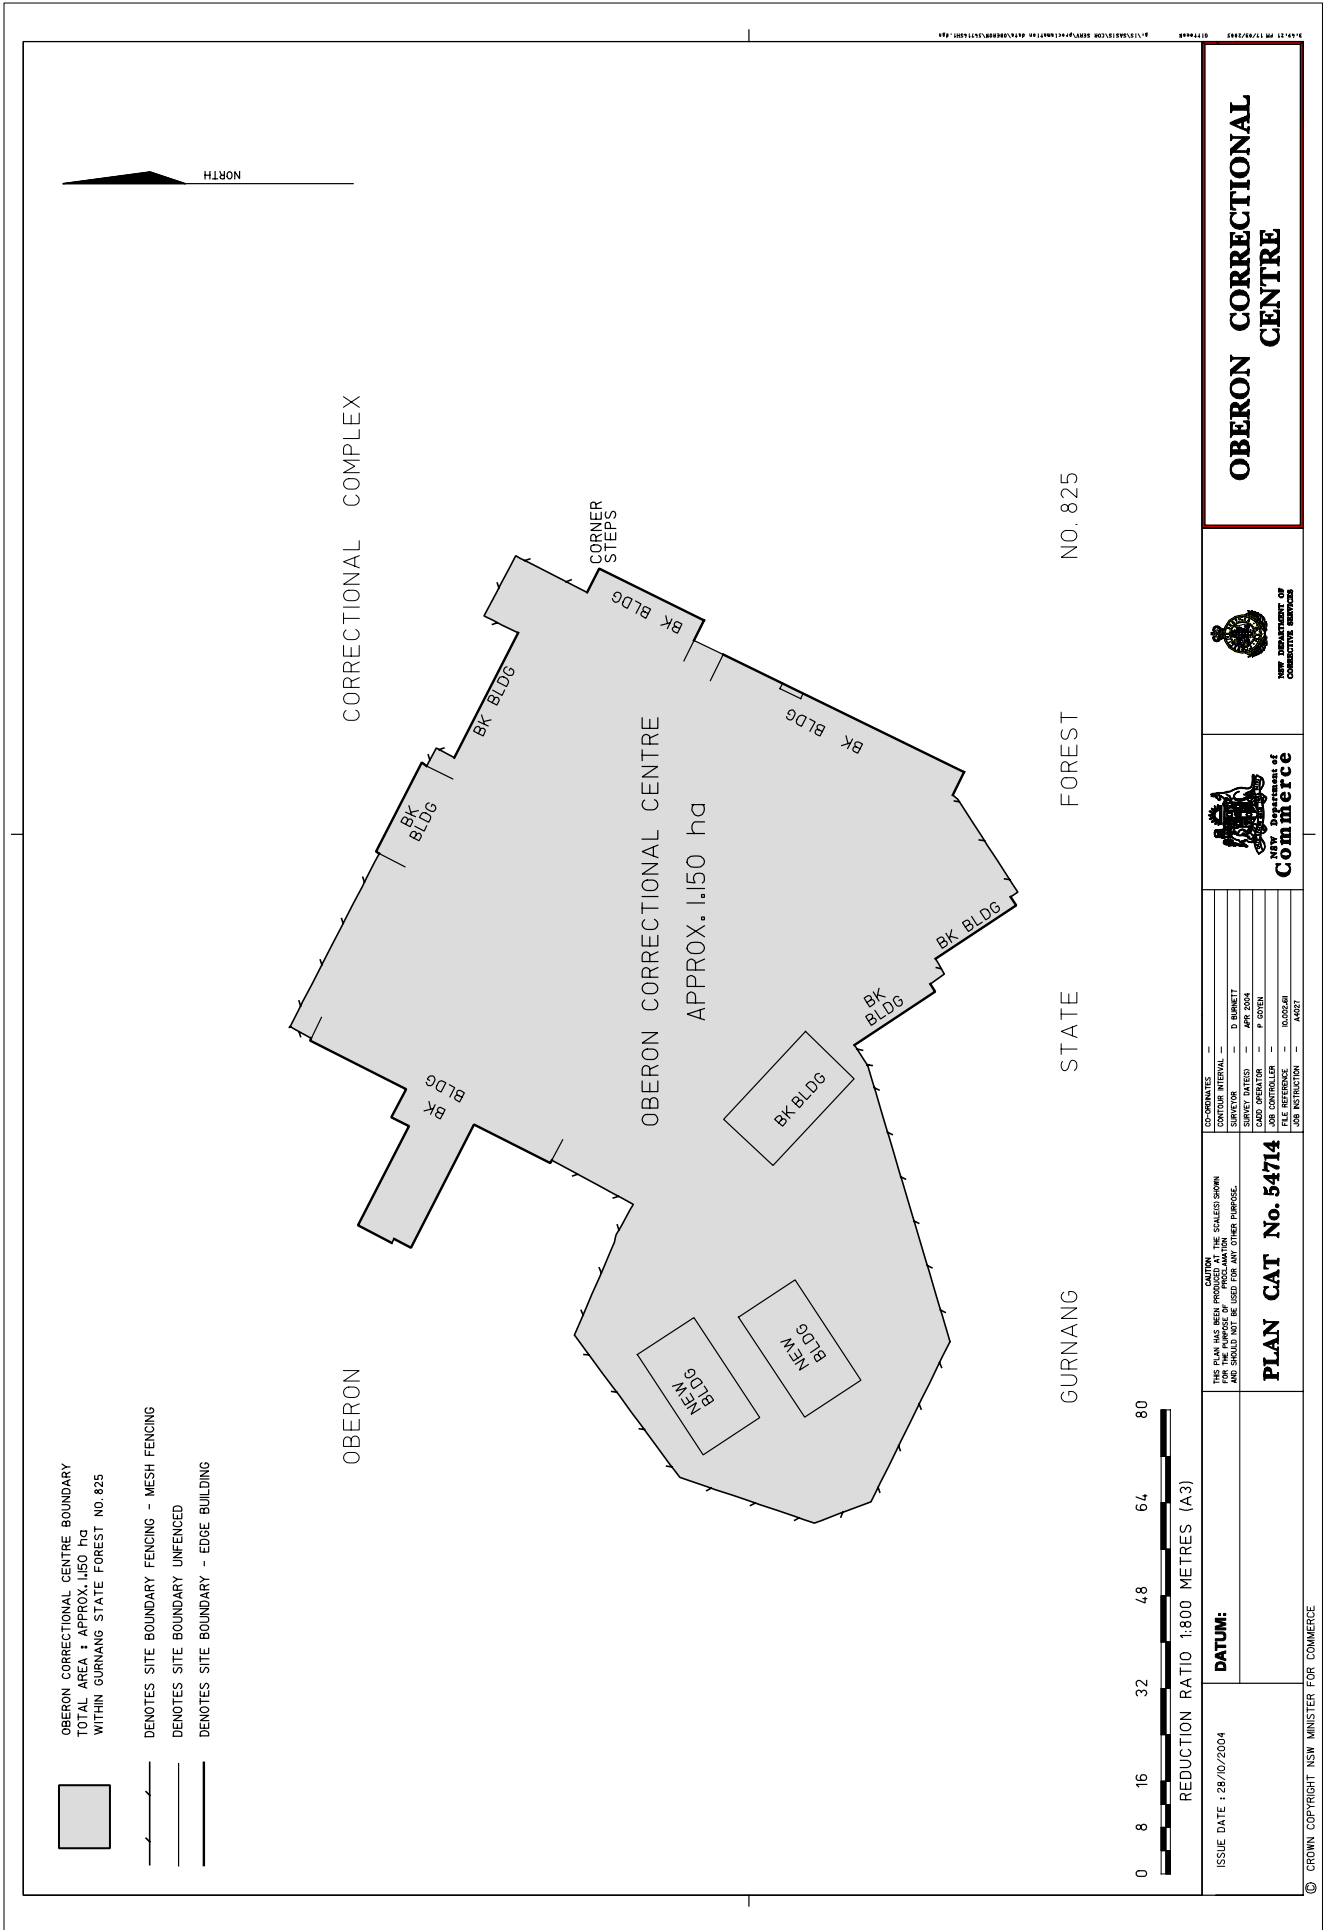 OBERON CORRECTIONAL CENTRE BOUNDARY
TOTAL AREA : APPROX. 1.150 ha
WITHIN GURNANG STATE FOREST NO. 825
DENOTES SITE BOUNDARY FENCING - MESH FENCING
DENOTES SITE BOUNDARY UNFENCED
DENOTES SITE BOUNDARY - EDGE BUILDING
NORTH
OBERON CORRECTIONAL COMPLEX
BK
BLDG
BK
BLDG
BK BLDG
CORNER
STEPS
BK BLDG
BK BLDG
OBERON CORRECTIONAL CENTRE
APPROX. 1.150 ha
NEW
BLDG
NEW
BLDG
BK BLDG
BK
BLDG
BK BLDG
GURNANG STATE FOREST NO. 825
0 8 16 32 48 64 80
REDUCTION RATIO 1:800 METRES (A3)
ISSUE DATE : 28/10/2004
DATUM:
CAUTION
THIS PLAN HAS BEEN PRODUCED AT THE SCALE(S) SHOWN
FOR THE PURPOSE OF PROCLAMATION
AND SHOULD NOT BE USED FOR ANY OTHER PURPOSE.
PLAN CAT No. 54714
CO-ORDINATES -
CONTOUR INTERVAL -
SURVEYOR - D BURNETT
SURVEY DATE(S) - APR 2004
CADD OPERATOR - P GOYEN
JOB CONTROLLER -
FILE REFERENCE -
JOB INSTRUCTION - A4027
NSW Department of
Commerce
NSW DEPARTMENT OF
CORRECTIVE SERVICES
OBERON CORRECTIONAL
CENTRE
© CROWN COPYRIGHT NSW MINISTER FOR COMMERCE